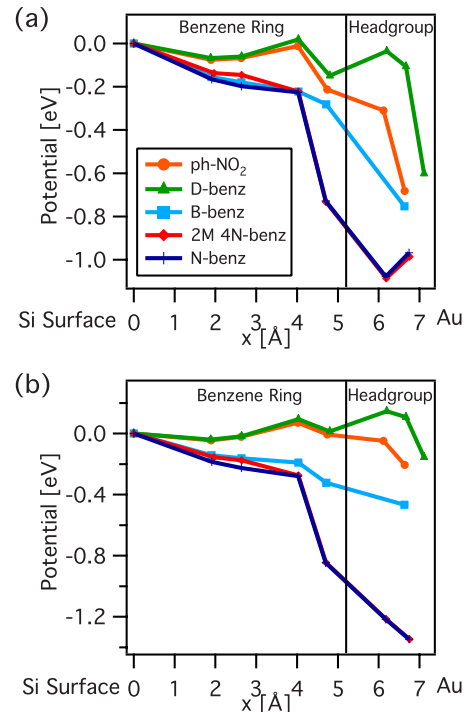 (a)
Benzene Ring
Headgroup
Potential [eV]
0.0
-0.2
-0.4
-0.6
-0.8
-1.0
ph-NO₂
D-benz
B-benz
2M 4N-benz
N-benz
Si Surface 0 1 2 3 4 5 6 7 Au
x [Å]
(b)
Benzene Ring
Headgroup
Potential [eV]
0.0
-0.4
-0.8
-1.2
Si Surface 0 1 2 3 4 5 6 7 Au
x [Å]